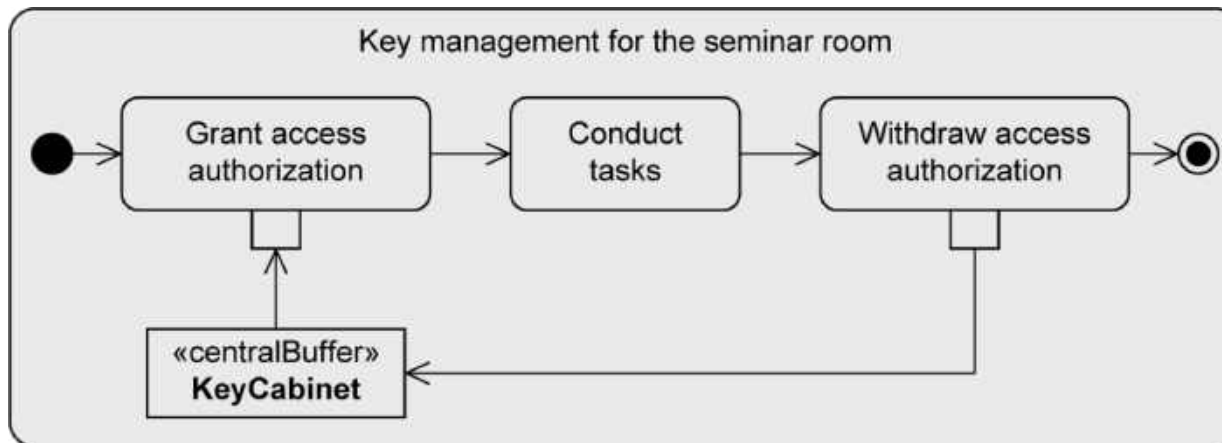 Key management for the seminar room
Grant access
authorization
Conduct
tasks
Withdraw access
authorization
«centralBuffer»
KeyCabinet